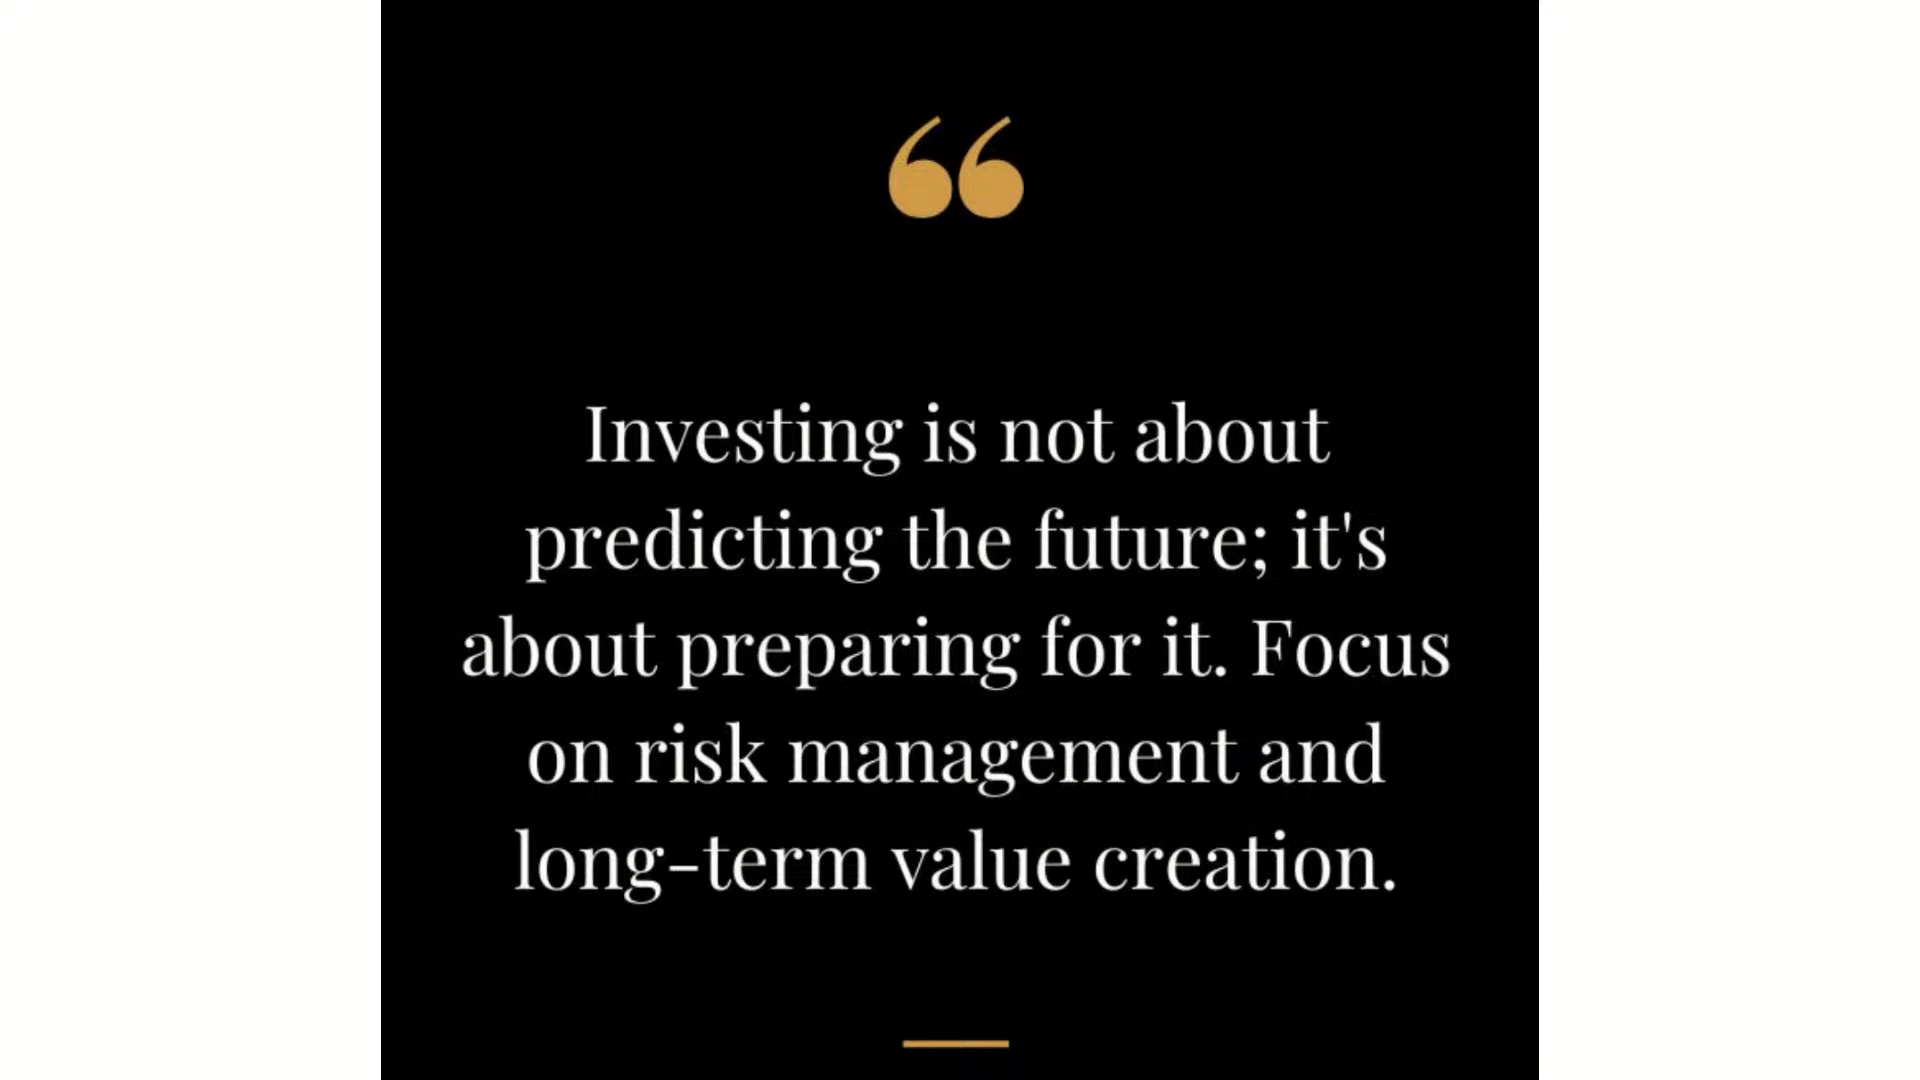 “
Investing is not about
predicting the future; it's
about preparing for it. Focus
on risk management and
long-term value creation.